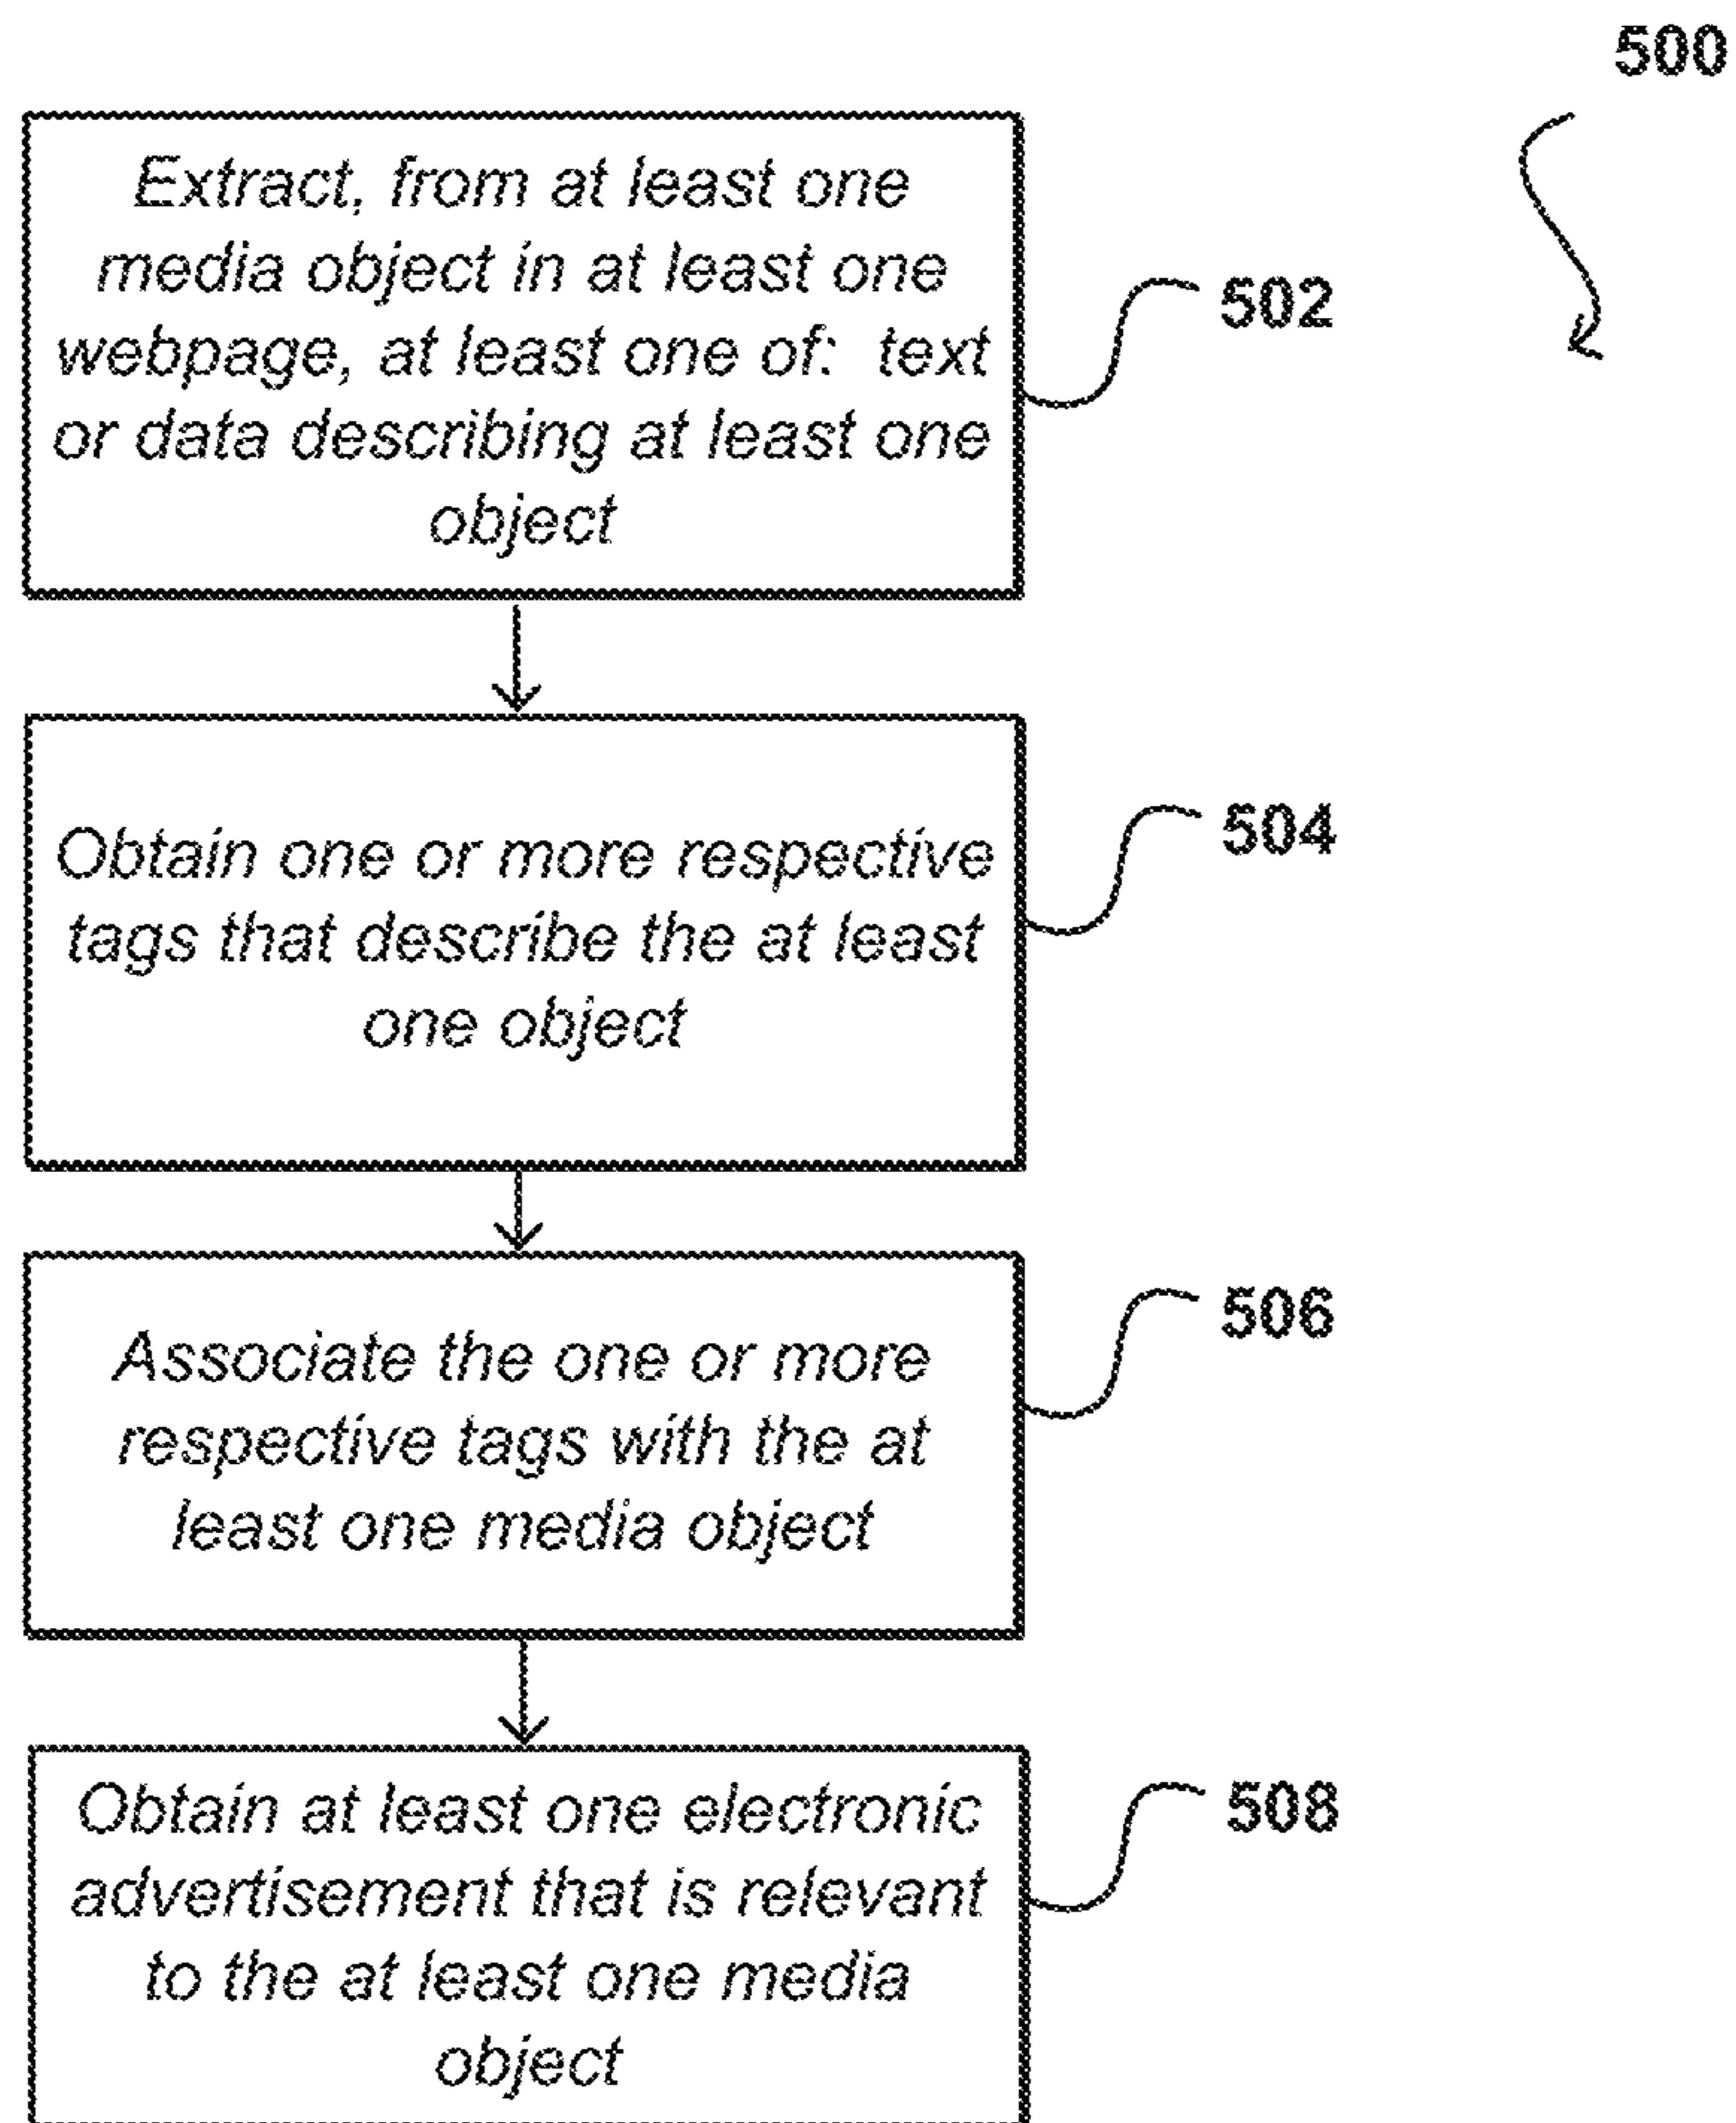 500
Extract, from at least one
media object in at least one
webpage, at least one of: text
or data describing at least one
object
502
Obtain one or more respective
tags that describe the at least
one object
504
Associate the one or more
respective tags with the at
least one media object
506
Obtain at least one electronic
advertisement that is relevant
to the at least one media
object
508